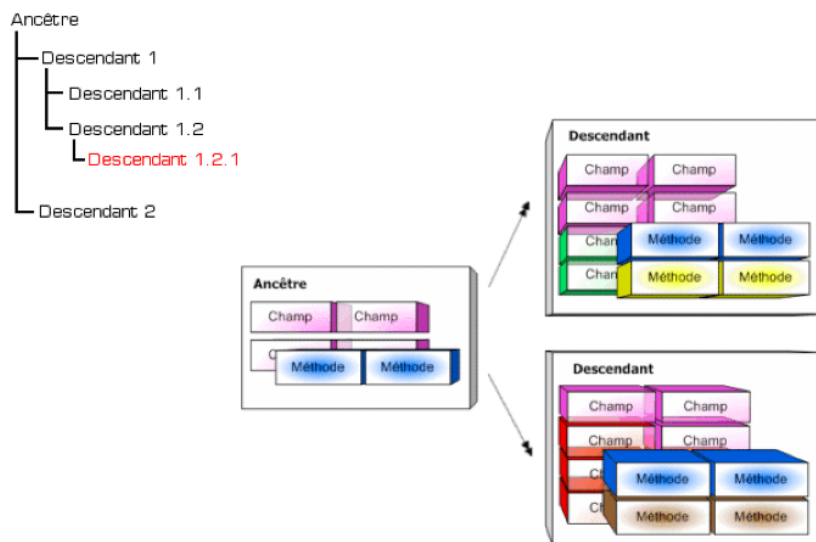 Ancêtre
Descendant 1
Descendant 1.1
Descendant 1.2
Descendant 1.2.1
Descendant 2
Ancêtre
Champ Champ
Méthode Méthode
Descendant
Champ Champ
Champ Champ
Méthode Méthode
Méthode Méthode
Descendant
Champ Champ
Champ Champ
Méthode Méthode
Méthode Méthode